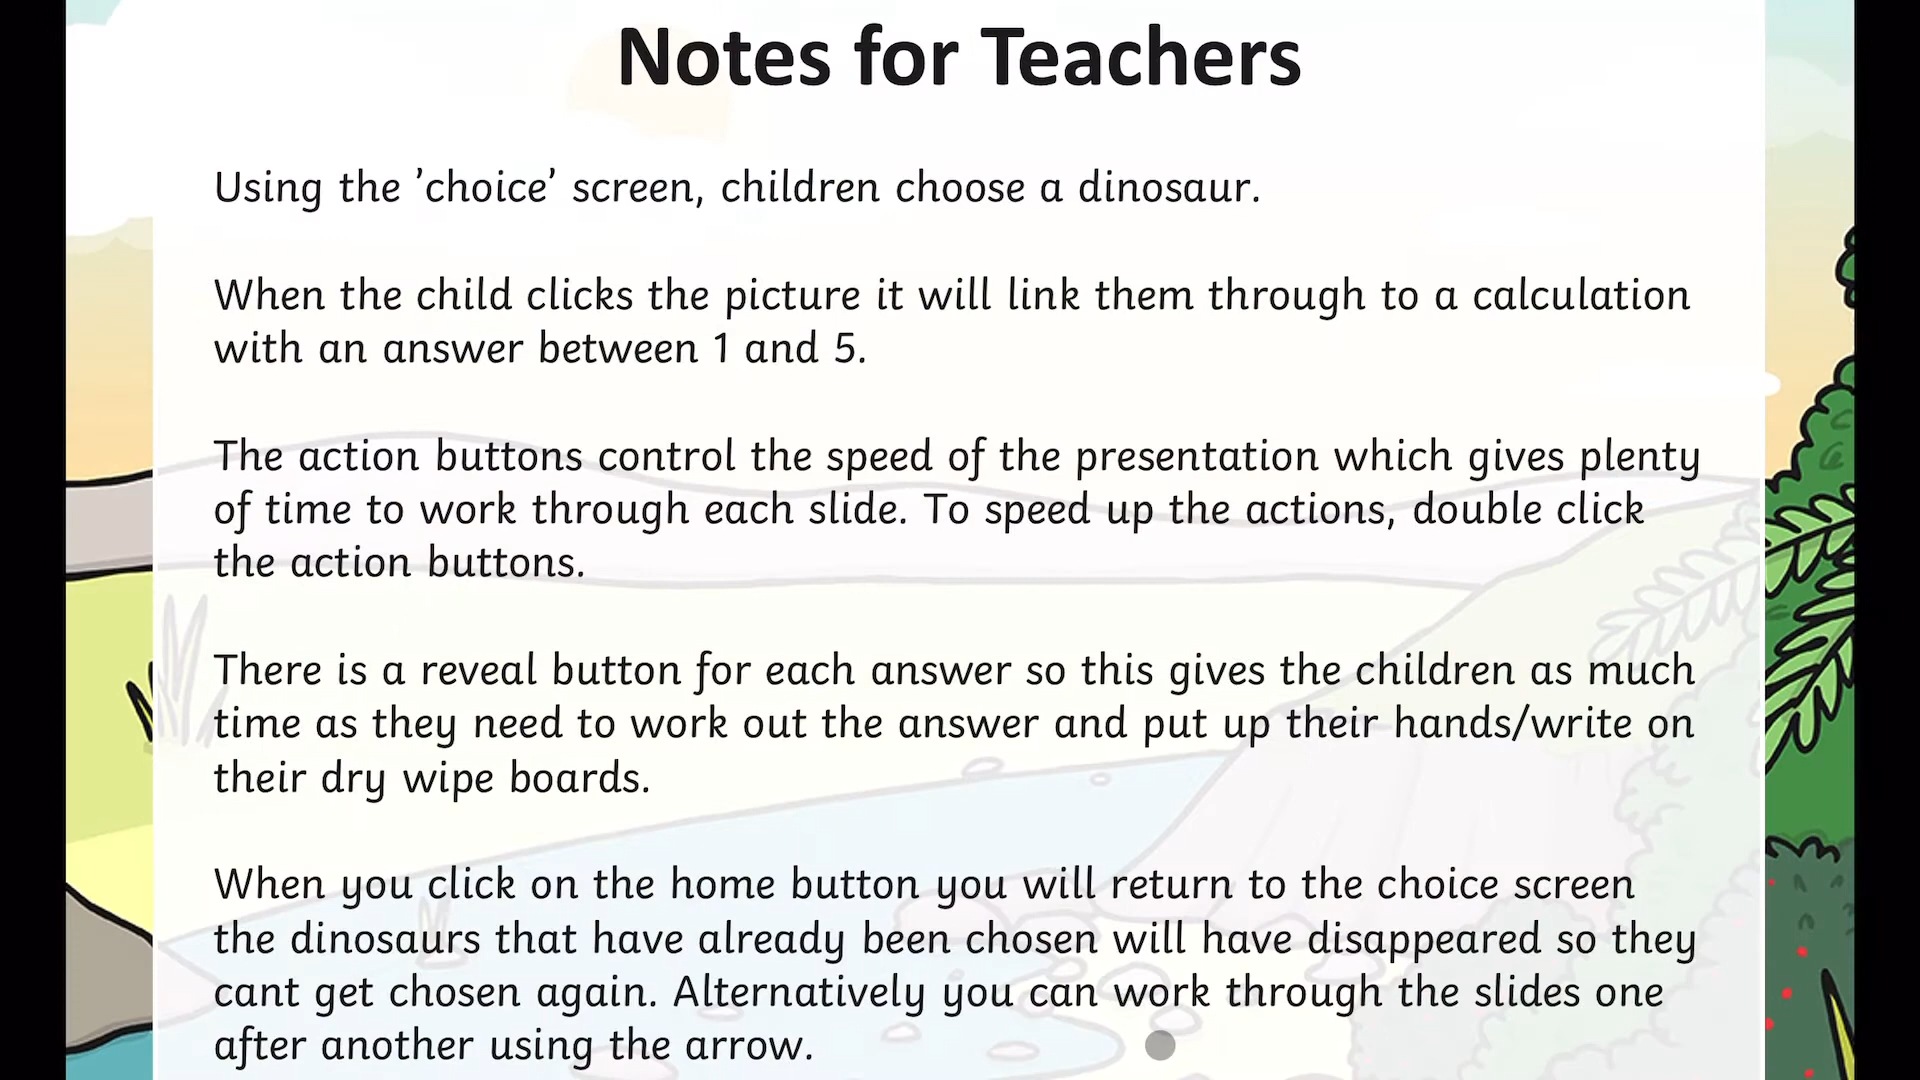 Notes for Teachers
Using the ’choice’ screen, children choose a dinosaur.
When the child clicks the picture it will link them through to a calculation
with an answer between 1 and 5.
The action buttons control the speed of the presentation which gives plenty
of time to work through each slide. To speed up the actions, double click
the action buttons.
There is a reveal button for each answer so this gives the children as much
time as they need to work out the answer and put up their hands/write on
their dry wipe boards.
When you click on the home button you will return to the choice screen
the dinosaurs that have already been chosen will have disappeared so they
cant get chosen again. Alternatively you can work through the slides one
after another using the arrow.